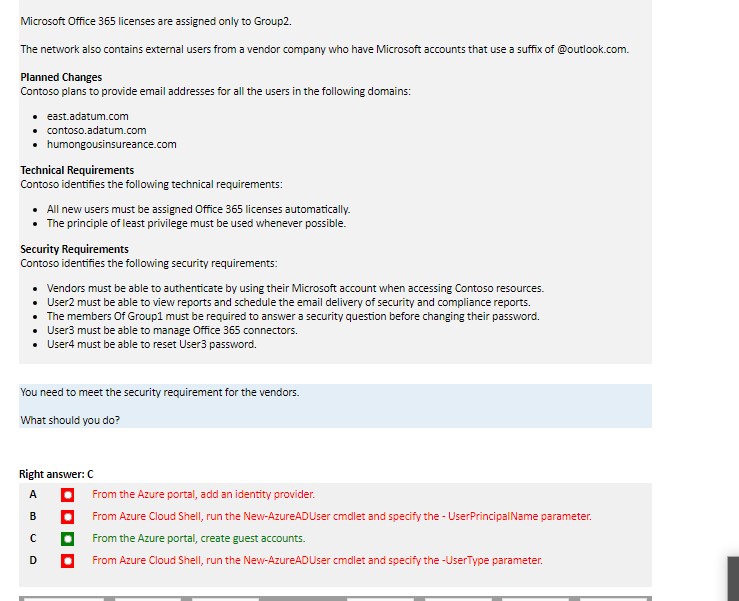 Microsoft Office 365 licenses are assigned only to Group2.
The network also contains external users from a vendor company who have Microsoft accounts that use a suffix of @outlook.com.
Planned Changes
Contoso plans to provide email addresses for all the users in the following domains:
• east.adatum.com
• contoso.adatum.com
• humongousinsureance.com
Technical Requirements
Contoso identifies the following technical requirements:
• All new users must be assigned Office 365 licenses automatically.
• The principle of least privilege must be used whenever possible.
Security Requirements
Contoso identifies the following security requirements:
• Vendors must be able to authenticate by using their Microsoft account when accessing Contoso resources.
• User2 must be able to view reports and schedule the email delivery of security and compliance reports.
• The members Of Group1 must be required to answer a security question before changing their password.
• User3 must be able to manage Office 365 connectors.
• User4 must be able to reset User3 password.
You need to meet the security requirement for the vendors.
What should you do?
Right answer: C
A From the Azure portal, add an identity provider.
B From Azure Cloud Shell, run the New-AzureADUser cmdlet and specify the - UserPrincipalName parameter.
C From the Azure portal, create guest accounts.
D From Azure Cloud Shell, run the New-AzureADUser cmdlet and specify the -UserType parameter.